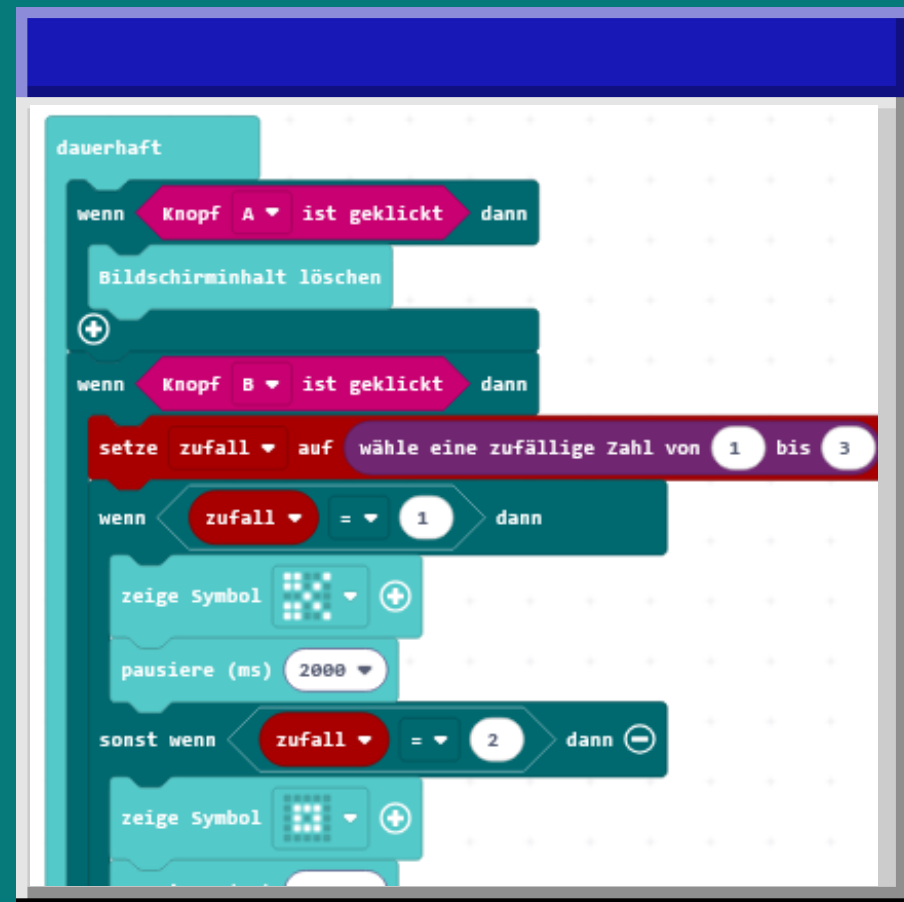 dauerhaft
wenn Knopf A ist geklickt dann
Bildschirminhalt löschen
wenn Knopf B ist geklickt dann
setze zufall auf wähle eine zufällige Zahl von 1 bis 3
wenn zufall = 1 dann
zeige Symbol
pausiere (ms) 2000
sonst wenn zufall = 2 dann
zeige Symbol